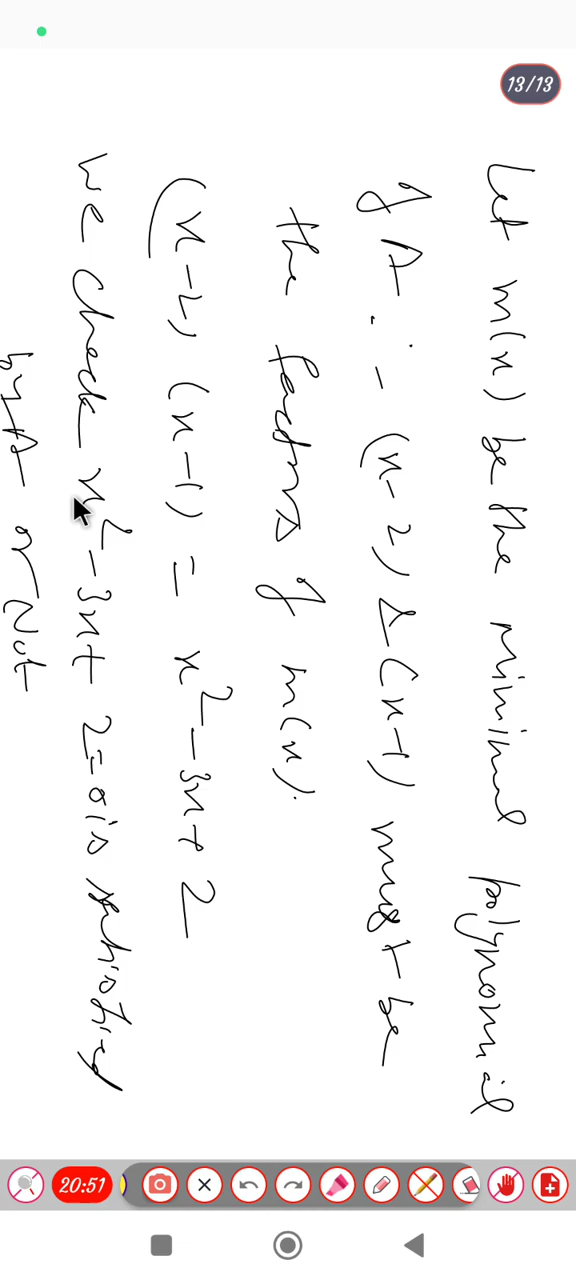 13/13
Let m(x) be the minimal polynomial
of A. :- (x-2) & (x-1) must be
the factors of m(x).
(x-2) (x-1) = x² - 3x + 2
we check x² - 3x + 2 = 0 is satisfied
by A or Not
20:51